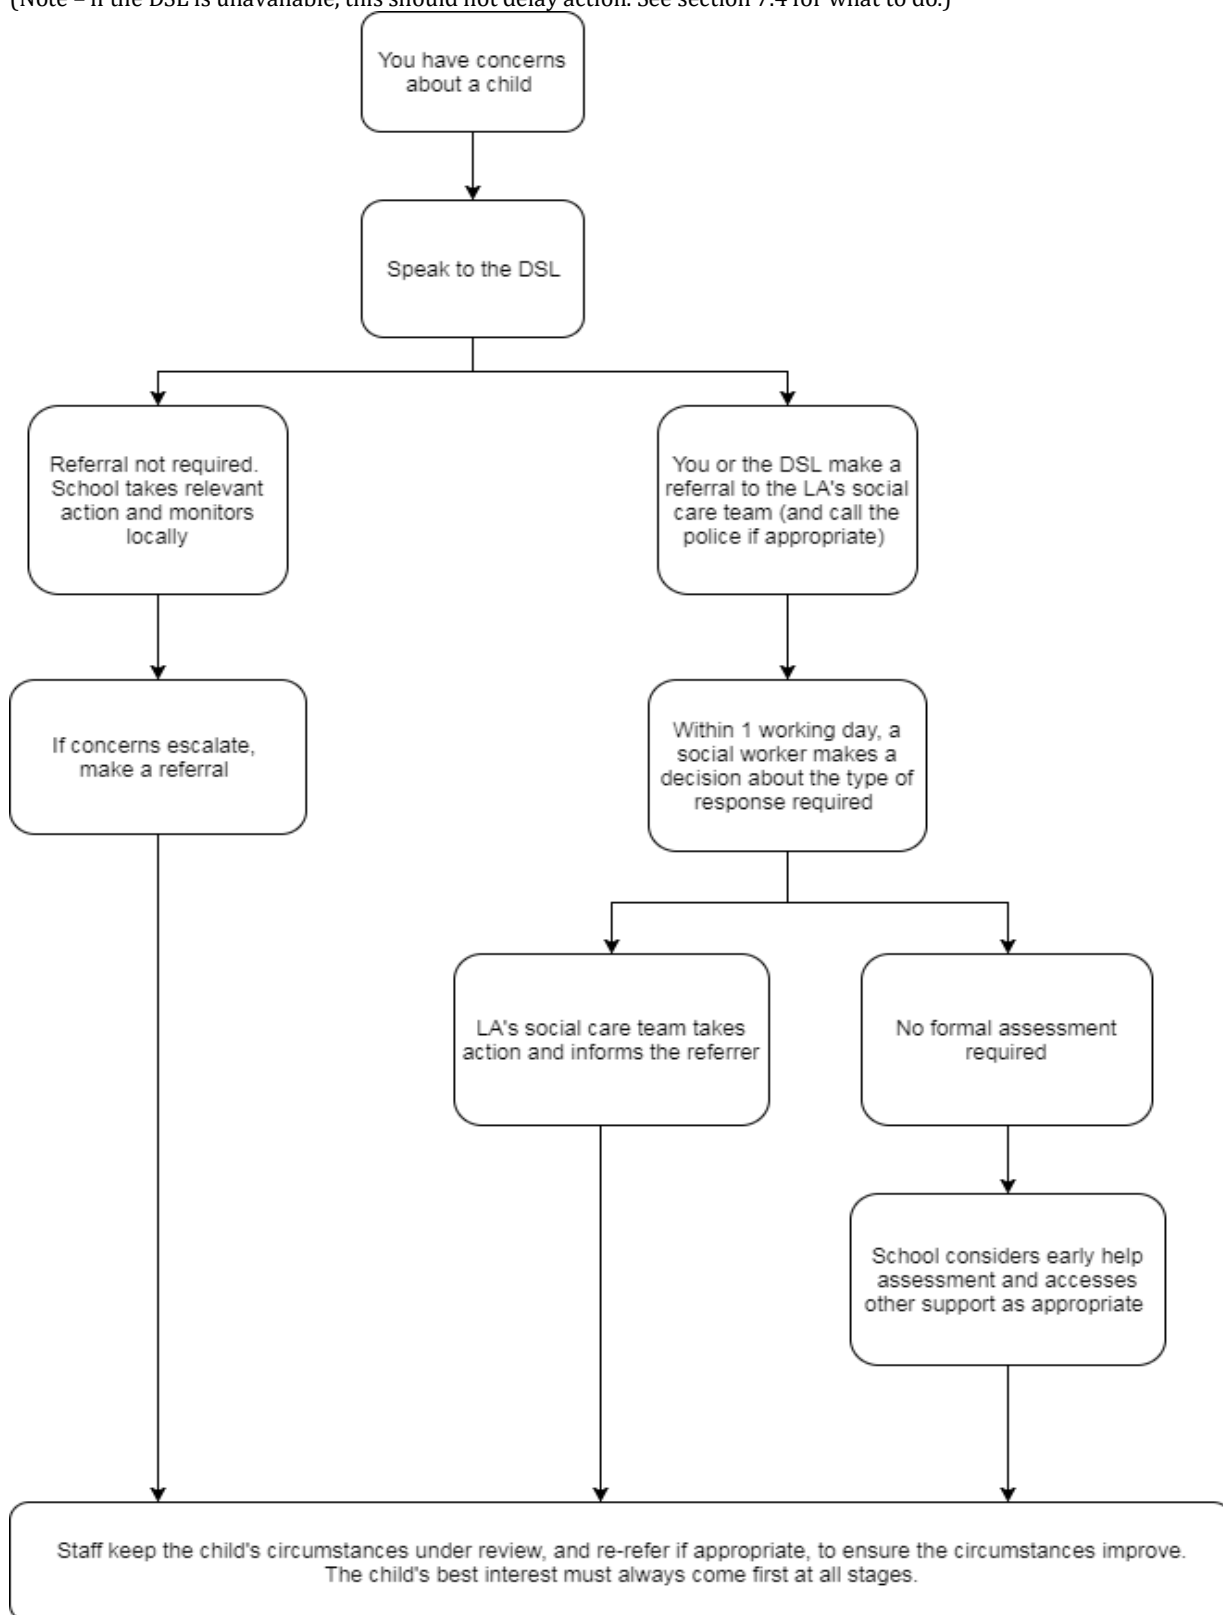 (Note – if the DSL is unavailable, this should not delay action. See section 7.4 for what to do.)
You have concerns
about a child
Speak to the DSL
Referral not required.
School takes relevant
action and monitors
locally
You or the DSL make a
referral to the LA's social
care team (and call the
police if appropriate)
If concerns escalate,
make a referral
Within 1 working day, a
social worker makes a
decision about the type of
response required
LA's social care team takes
action and informs the referrer
No formal assessment
required
School considers early help
assessment and accesses
other support as appropriate
Staff keep the child's circumstances under review, and re-refer if appropriate, to ensure the circumstances improve.
The child's best interest must always come first at all stages.